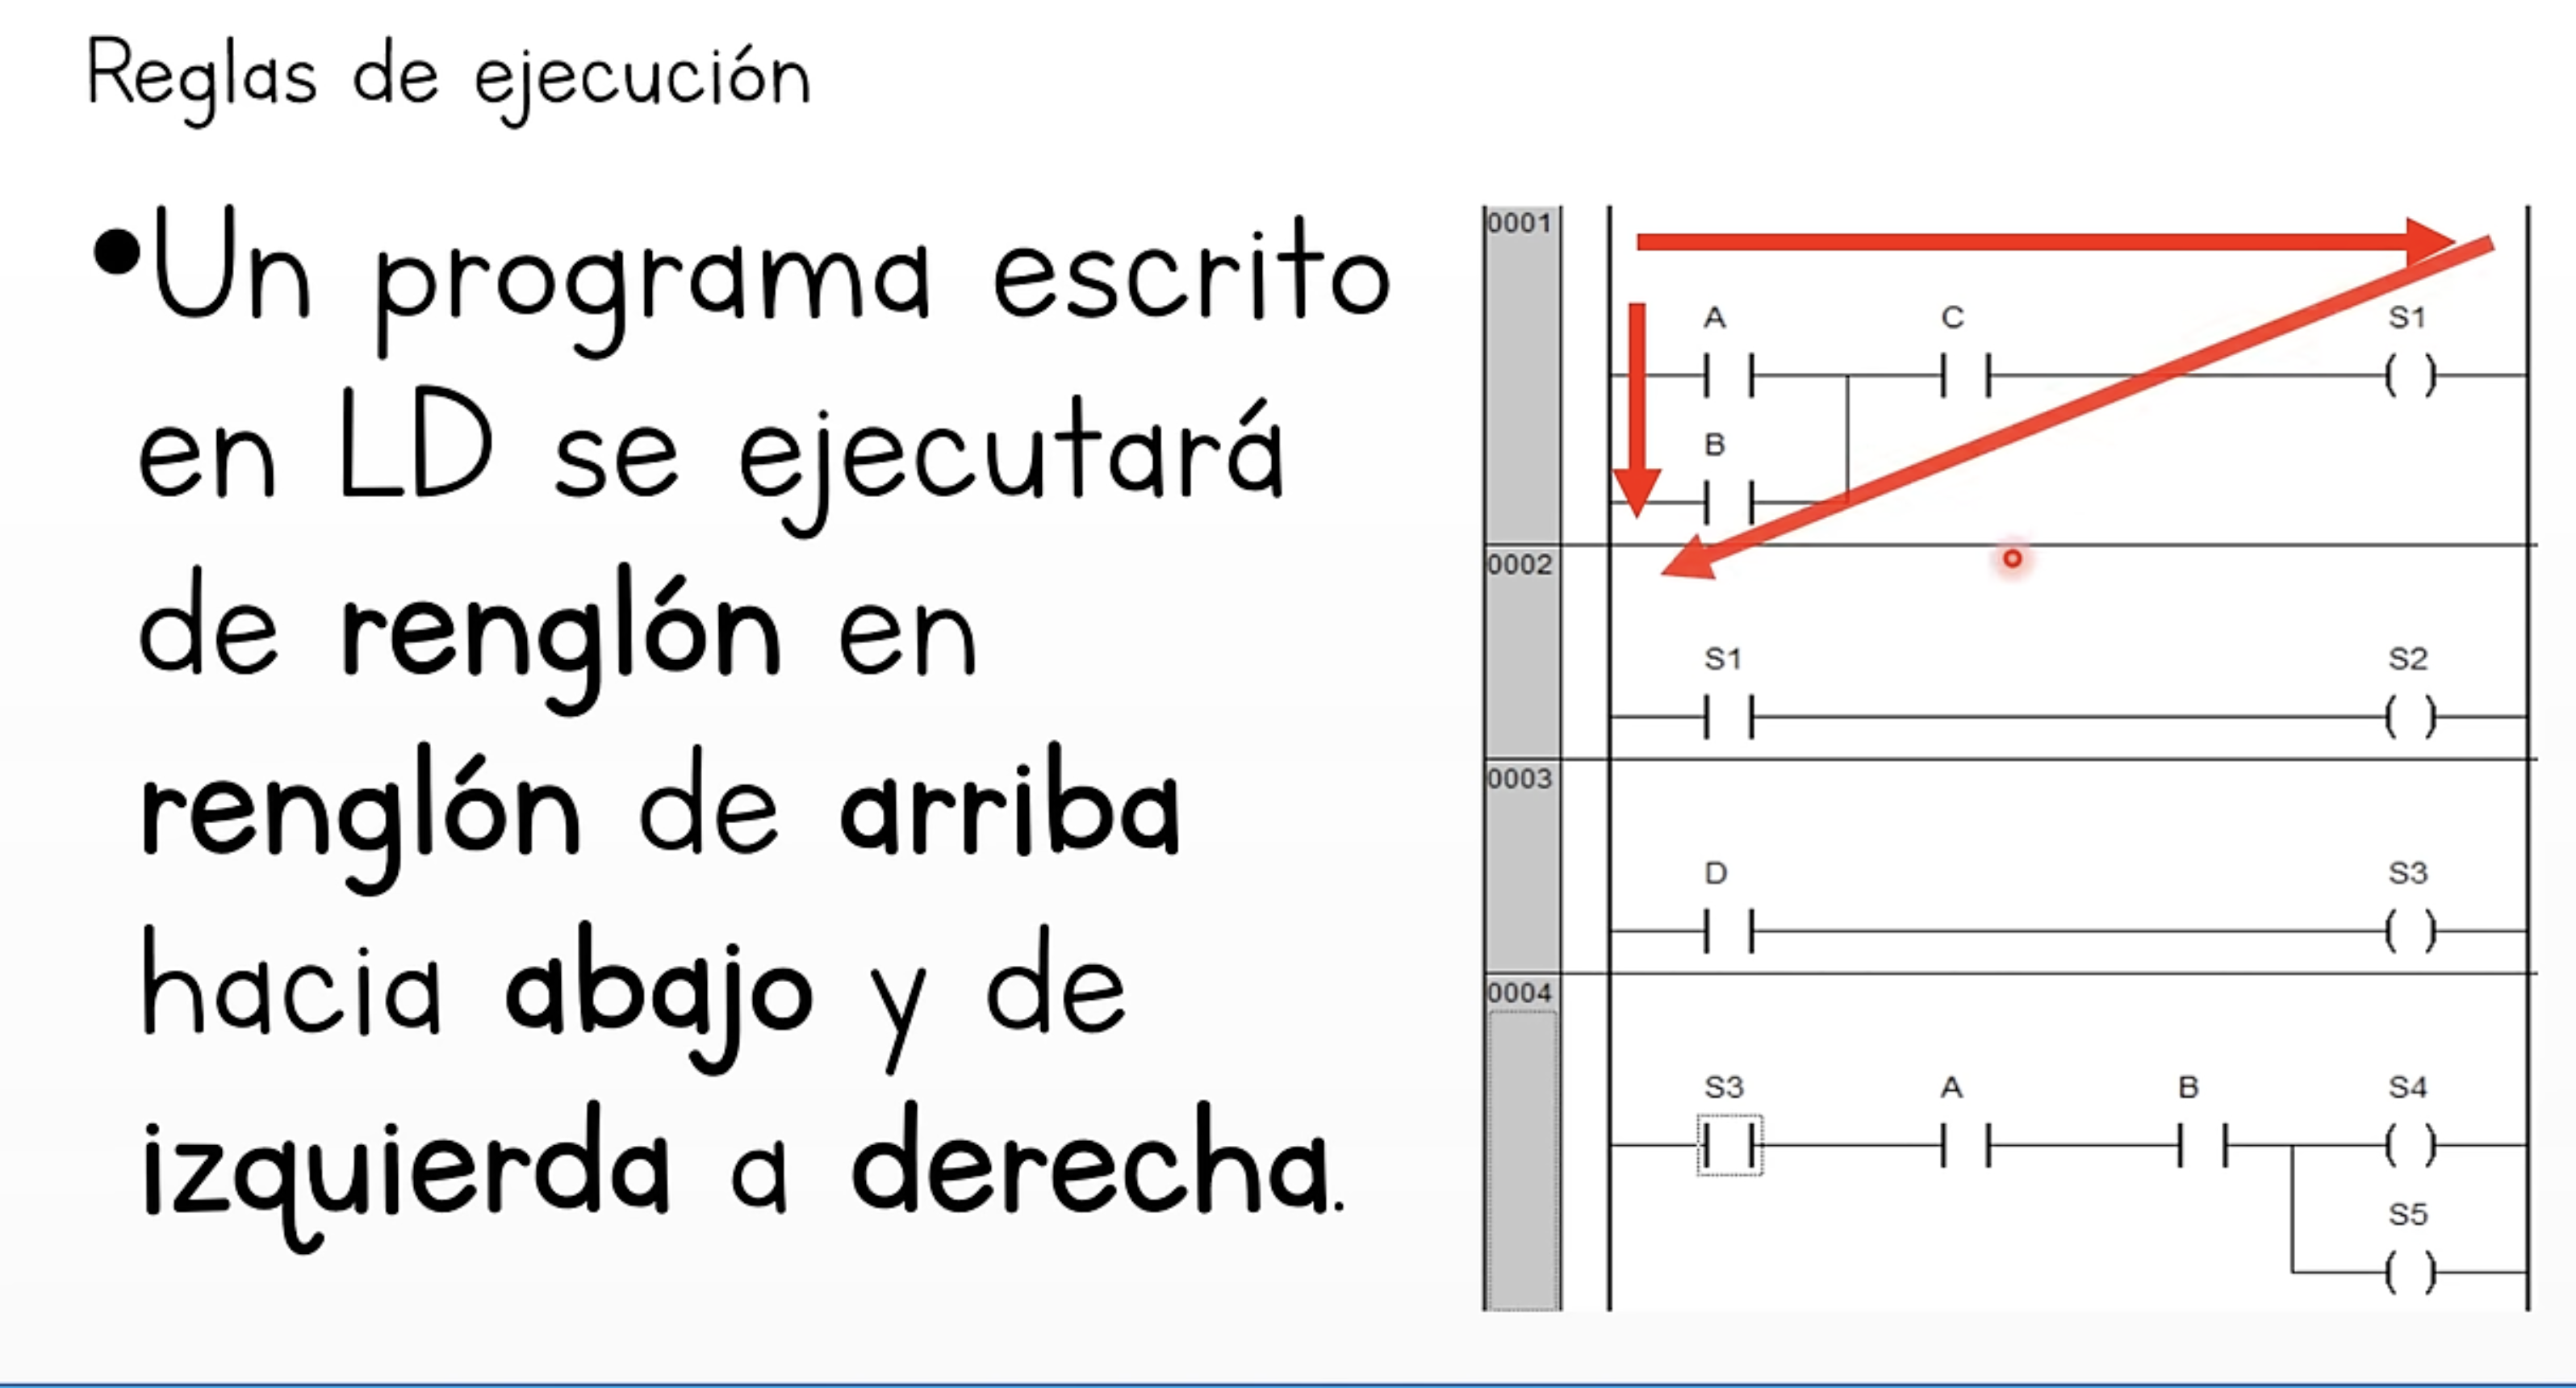 Reglas de ejecución
•Un programa escrito
en LD se ejecutará
de renglón en
renglón de arriba
hacia abajo y de
izquierda a derecha.
0001
A C S1
B
0002
S1 S2
0003
D S3
0004
S3 A B S4
S5